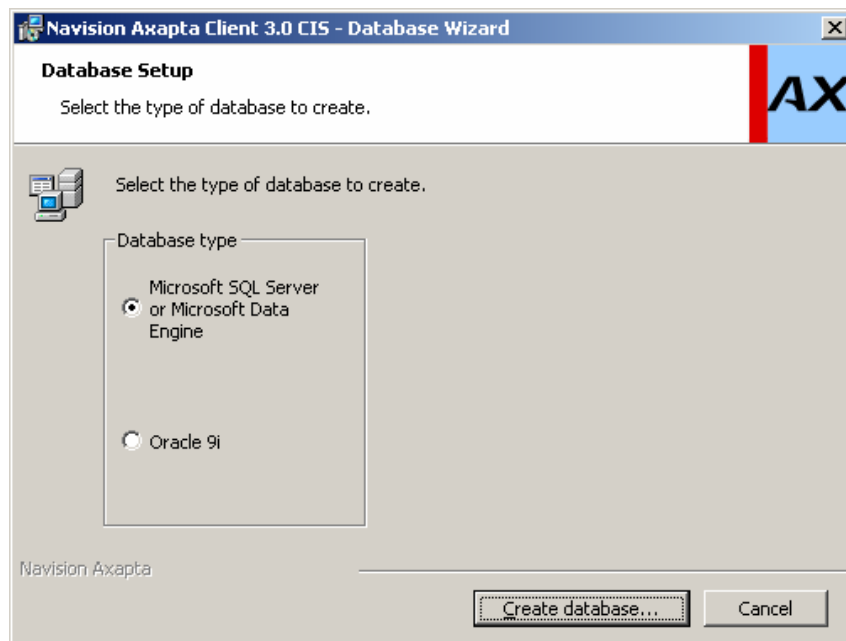 Navision Axapta Client 3.0 CIS - Database Wizard
Database Setup
Select the type of database to create.
AX
Select the type of database to create.
Database type
Microsoft SQL Server
or Microsoft Data
Engine
Oracle 9i
Navision Axapta
Create database...
Cancel